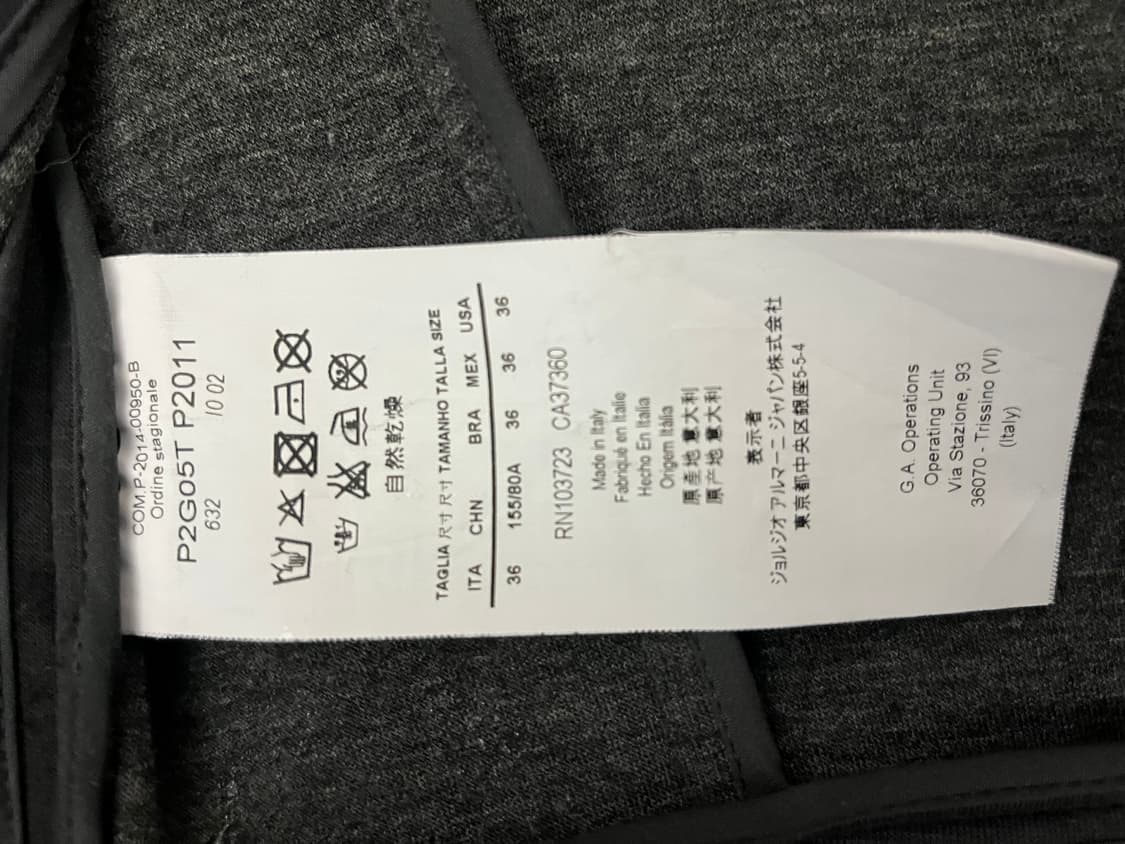 COM.P-2014-00950-B
Ordine stagionale
P2G05T P2011
632 10 02
自然乾燥
TAGLIA 尺寸 尺寸 TAMANHO TALLA SIZE
ITA CHN BRA MEX USA
36 155/80A 36 36 36
RN103723 CA37360
Made in Italy
Fabriqué en Italie
Hecho En Italia
Origem Itália
原産地 意大利
原产地 意大利
表示者
ジョルジオ アルマーニ ジャパン株式会社
東京都中央区銀座5-5-4
G.A. Operations
Operating Unit
Via Stazione, 93
36070 - Trissino (VI)
(Italy)